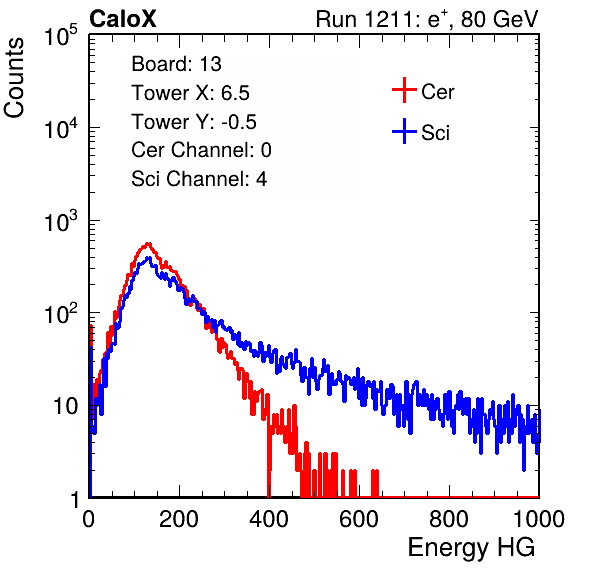 CaloX Run 1211: e⁺, 80 GeV
Counts
10⁵
10⁴
10³
10²
10
1
Board: 13
Tower X: 6.5
Tower Y: -0.5
Cer Channel: 0
Sci Channel: 4
Cer
Sci
0 200 400 600 800 1000
Energy HG